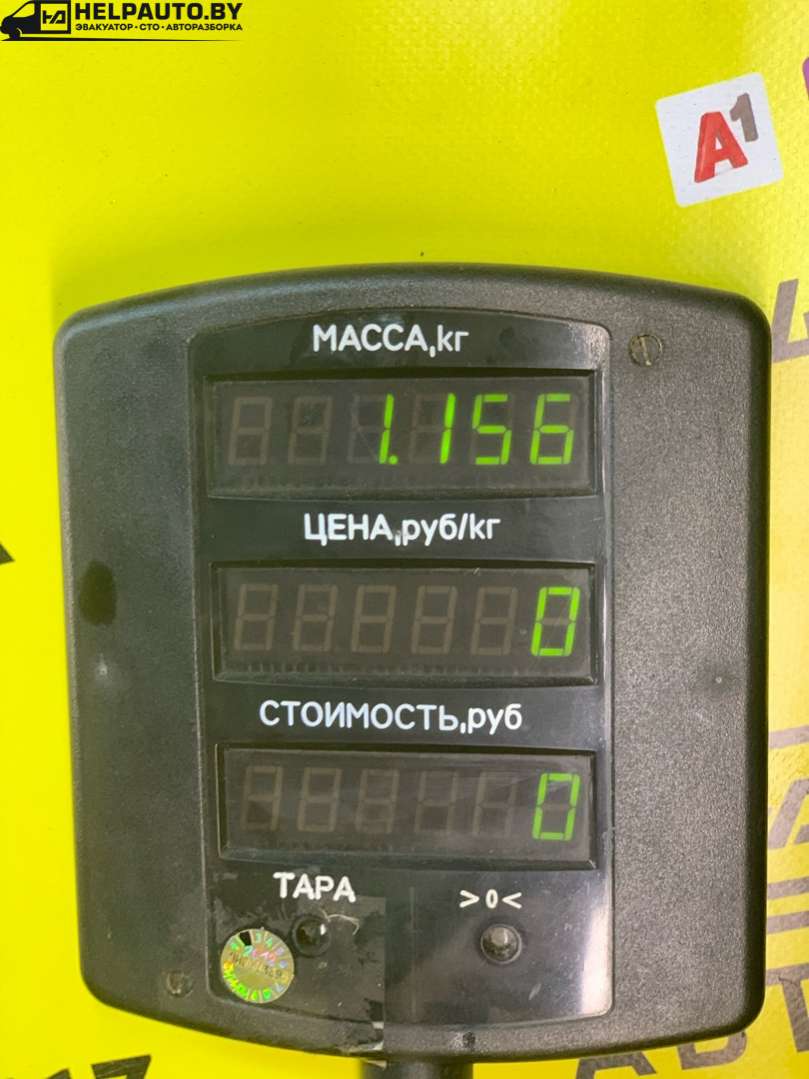 HELPAUTO.BY
ЭВАКУАТОР • СТО • АВТОРАЗБОРКА
A1
МАССА,кг
1.156
ЦЕНА,руб/кг
0
СТОИМОСТЬ,руб
0
ТАРА
>0<